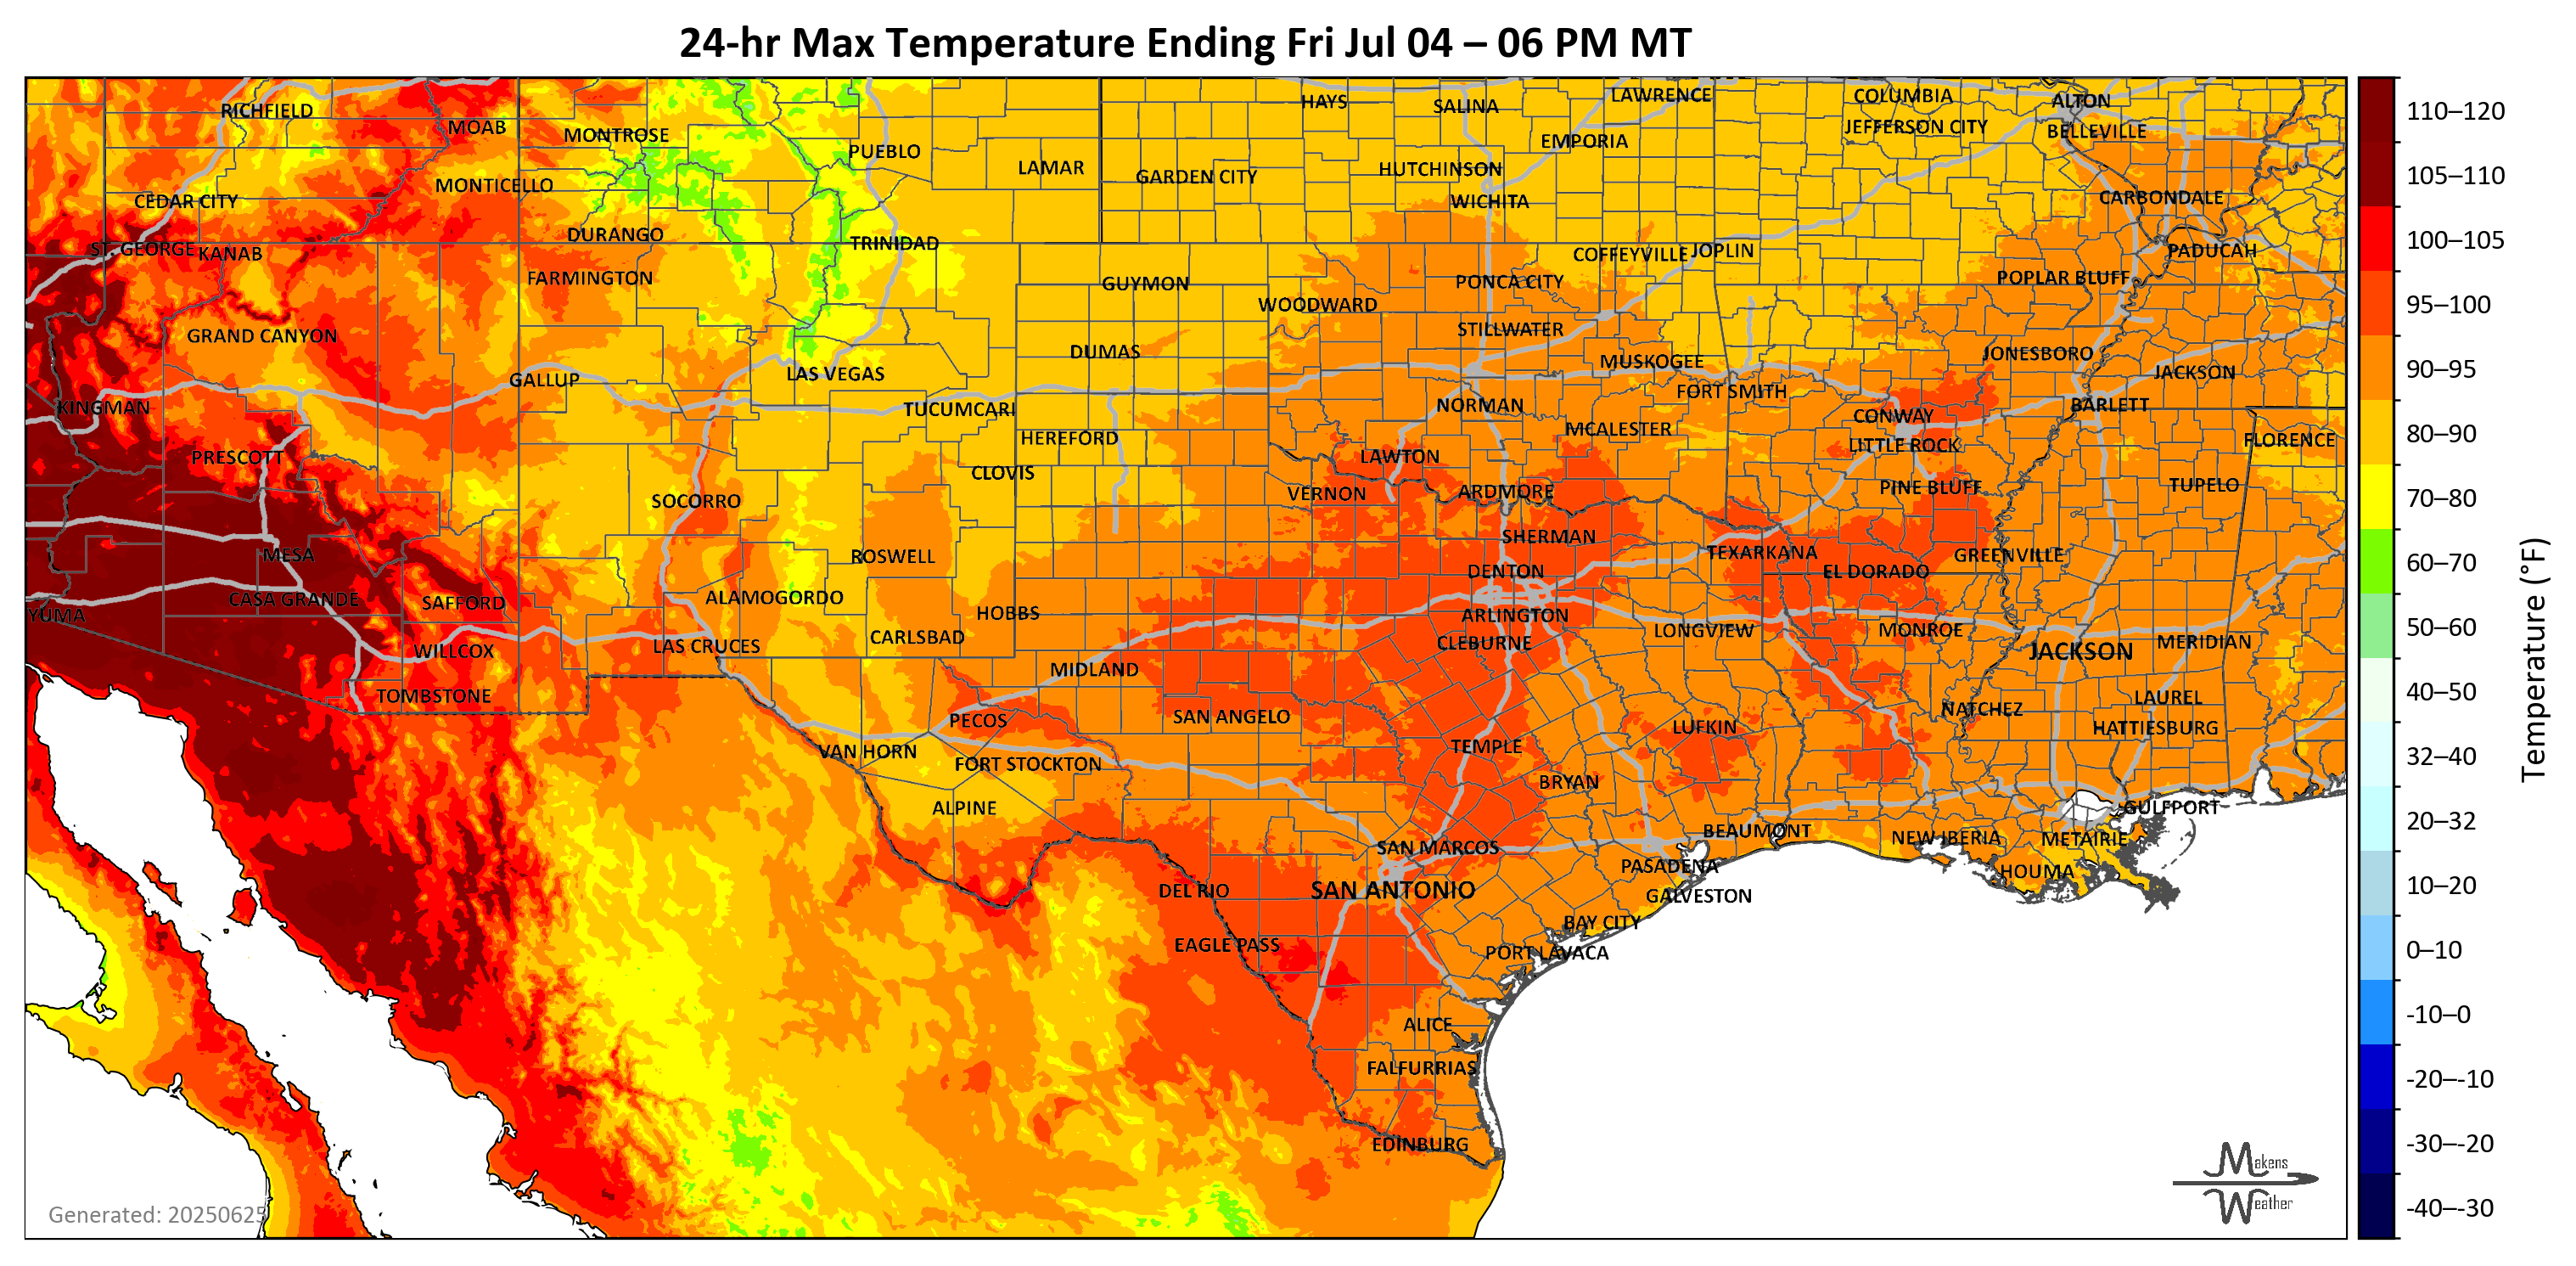 24-hr Max Temperature Ending Fri Jul 04 – 06 PM MT
RICHFIELD
MOAB
MONTROSE
PUEBLO
LAMAR
HAYS
SALINA
LAWRENCE
COLUMBIA
ALTON
EMPORIA
JEFFERSON CITY
BELLEVILLE
MONTICELLO
GARDEN CITY
HUTCHINSON
CEDAR CITY
WICHITA
CARBONDALE
ST. GEORGE
KANAB
DURANGO
TRINIDAD
COFFEYVILLE
JOPLIN
PADUCAH
FARMINGTON
GUYMON
PONCA CITY
POPLAR BLUFF
WOODWARD
GRAND CANYON
STILLWATER
DUMAS
MUSKOGEE
JONESBORO
GALLUP
LAS VEGAS
FORT SMITH
JACKSON
KINGMAN
TUCUMCARI
NORMAN
CONWAY
BARLETT
HEREFORD
MCALESTER
LITTLE ROCK
FLORENCE
PRESCOTT
CLOVIS
LAWTON
SOCORRO
VERNON
ARDMORE
PINE BLUFF
TUPELO
MESA
ROSWELL
SHERMAN
TEXARKANA
GREENVILLE
DENTON
EL DORADO
YUMA
CASA GRANDE
SAFFORD
ALAMOGORDO
HOBBS
ARLINGTON
WILLCOX
LAS CRUCES
CARLSBAD
CLEBURNE
LONGVIEW
MONROE
JACKSON
MERIDIAN
MIDLAND
TOMBSTONE
PECOS
SAN ANGELO
LUFKIN
NATCHEZ
LAUREL
HATTIESBURG
VAN HORN
FORT STOCKTON
TEMPLE
BRYAN
ALPINE
GULFPORT
SAN MARCOS
BEAUMONT
NEW IBERIA
METAIRIE
DEL RIO
SAN ANTONIO
PASADENA
HOUMA
GALVESTON
EAGLE PASS
BAY CITY
PORT LAVACA
ALICE
FALFURRIAS
EDINBURG
Generated: 20250625
Makens
Weather
110–120
105–110
100–105
95–100
90–95
80–90
70–80
60–70
50–60
40–50
32–40
20–32
10–20
0–10
-10–0
-20–-10
-30–-20
-40–-30
Temperature (°F)